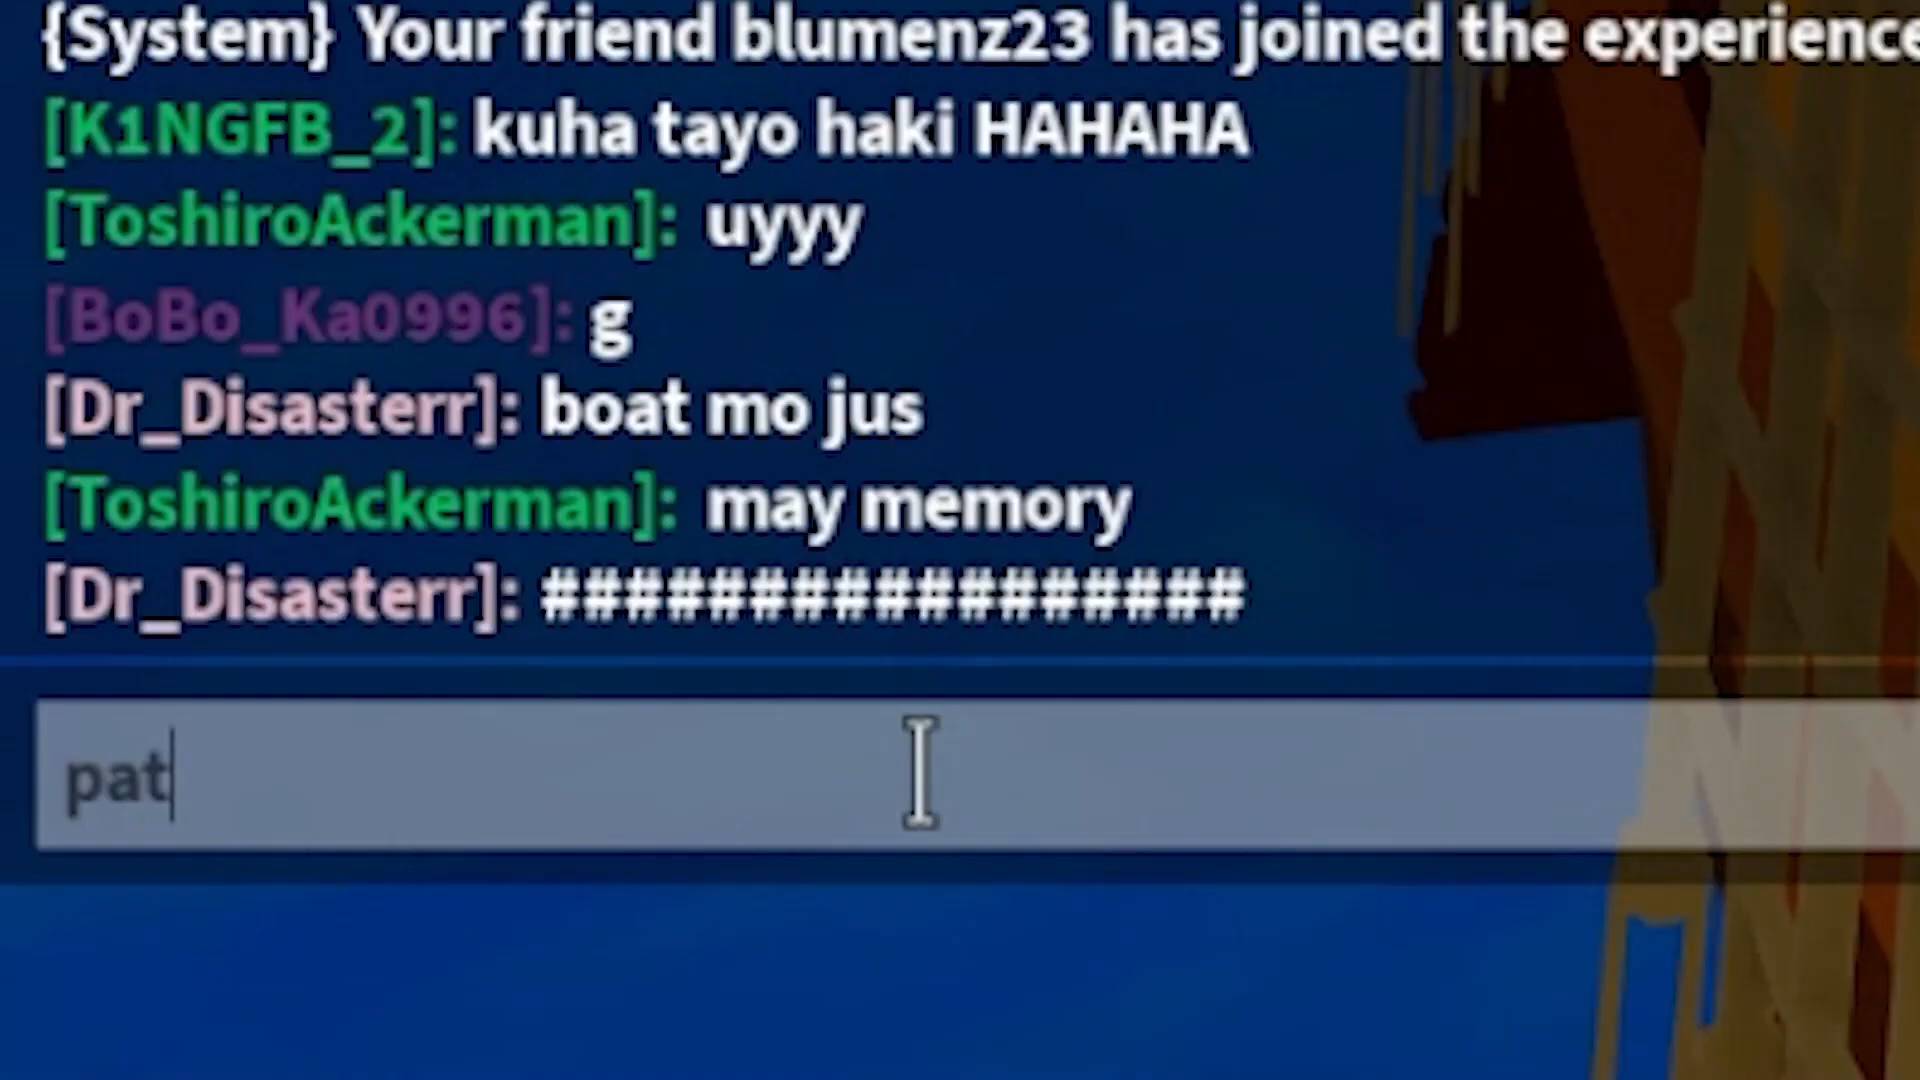 {System} Your friend blumenz23 has joined the experience
[K1NGFB_2]: kuha tayo haki HAHAHA
[ToshiroAckerman]: uyyy
[BoBo_Ka0996]: g
[Dr_Disasterr]: boat mo jus
[ToshiroAckerman]: may memory
[Dr_Disasterr]: #################
pat